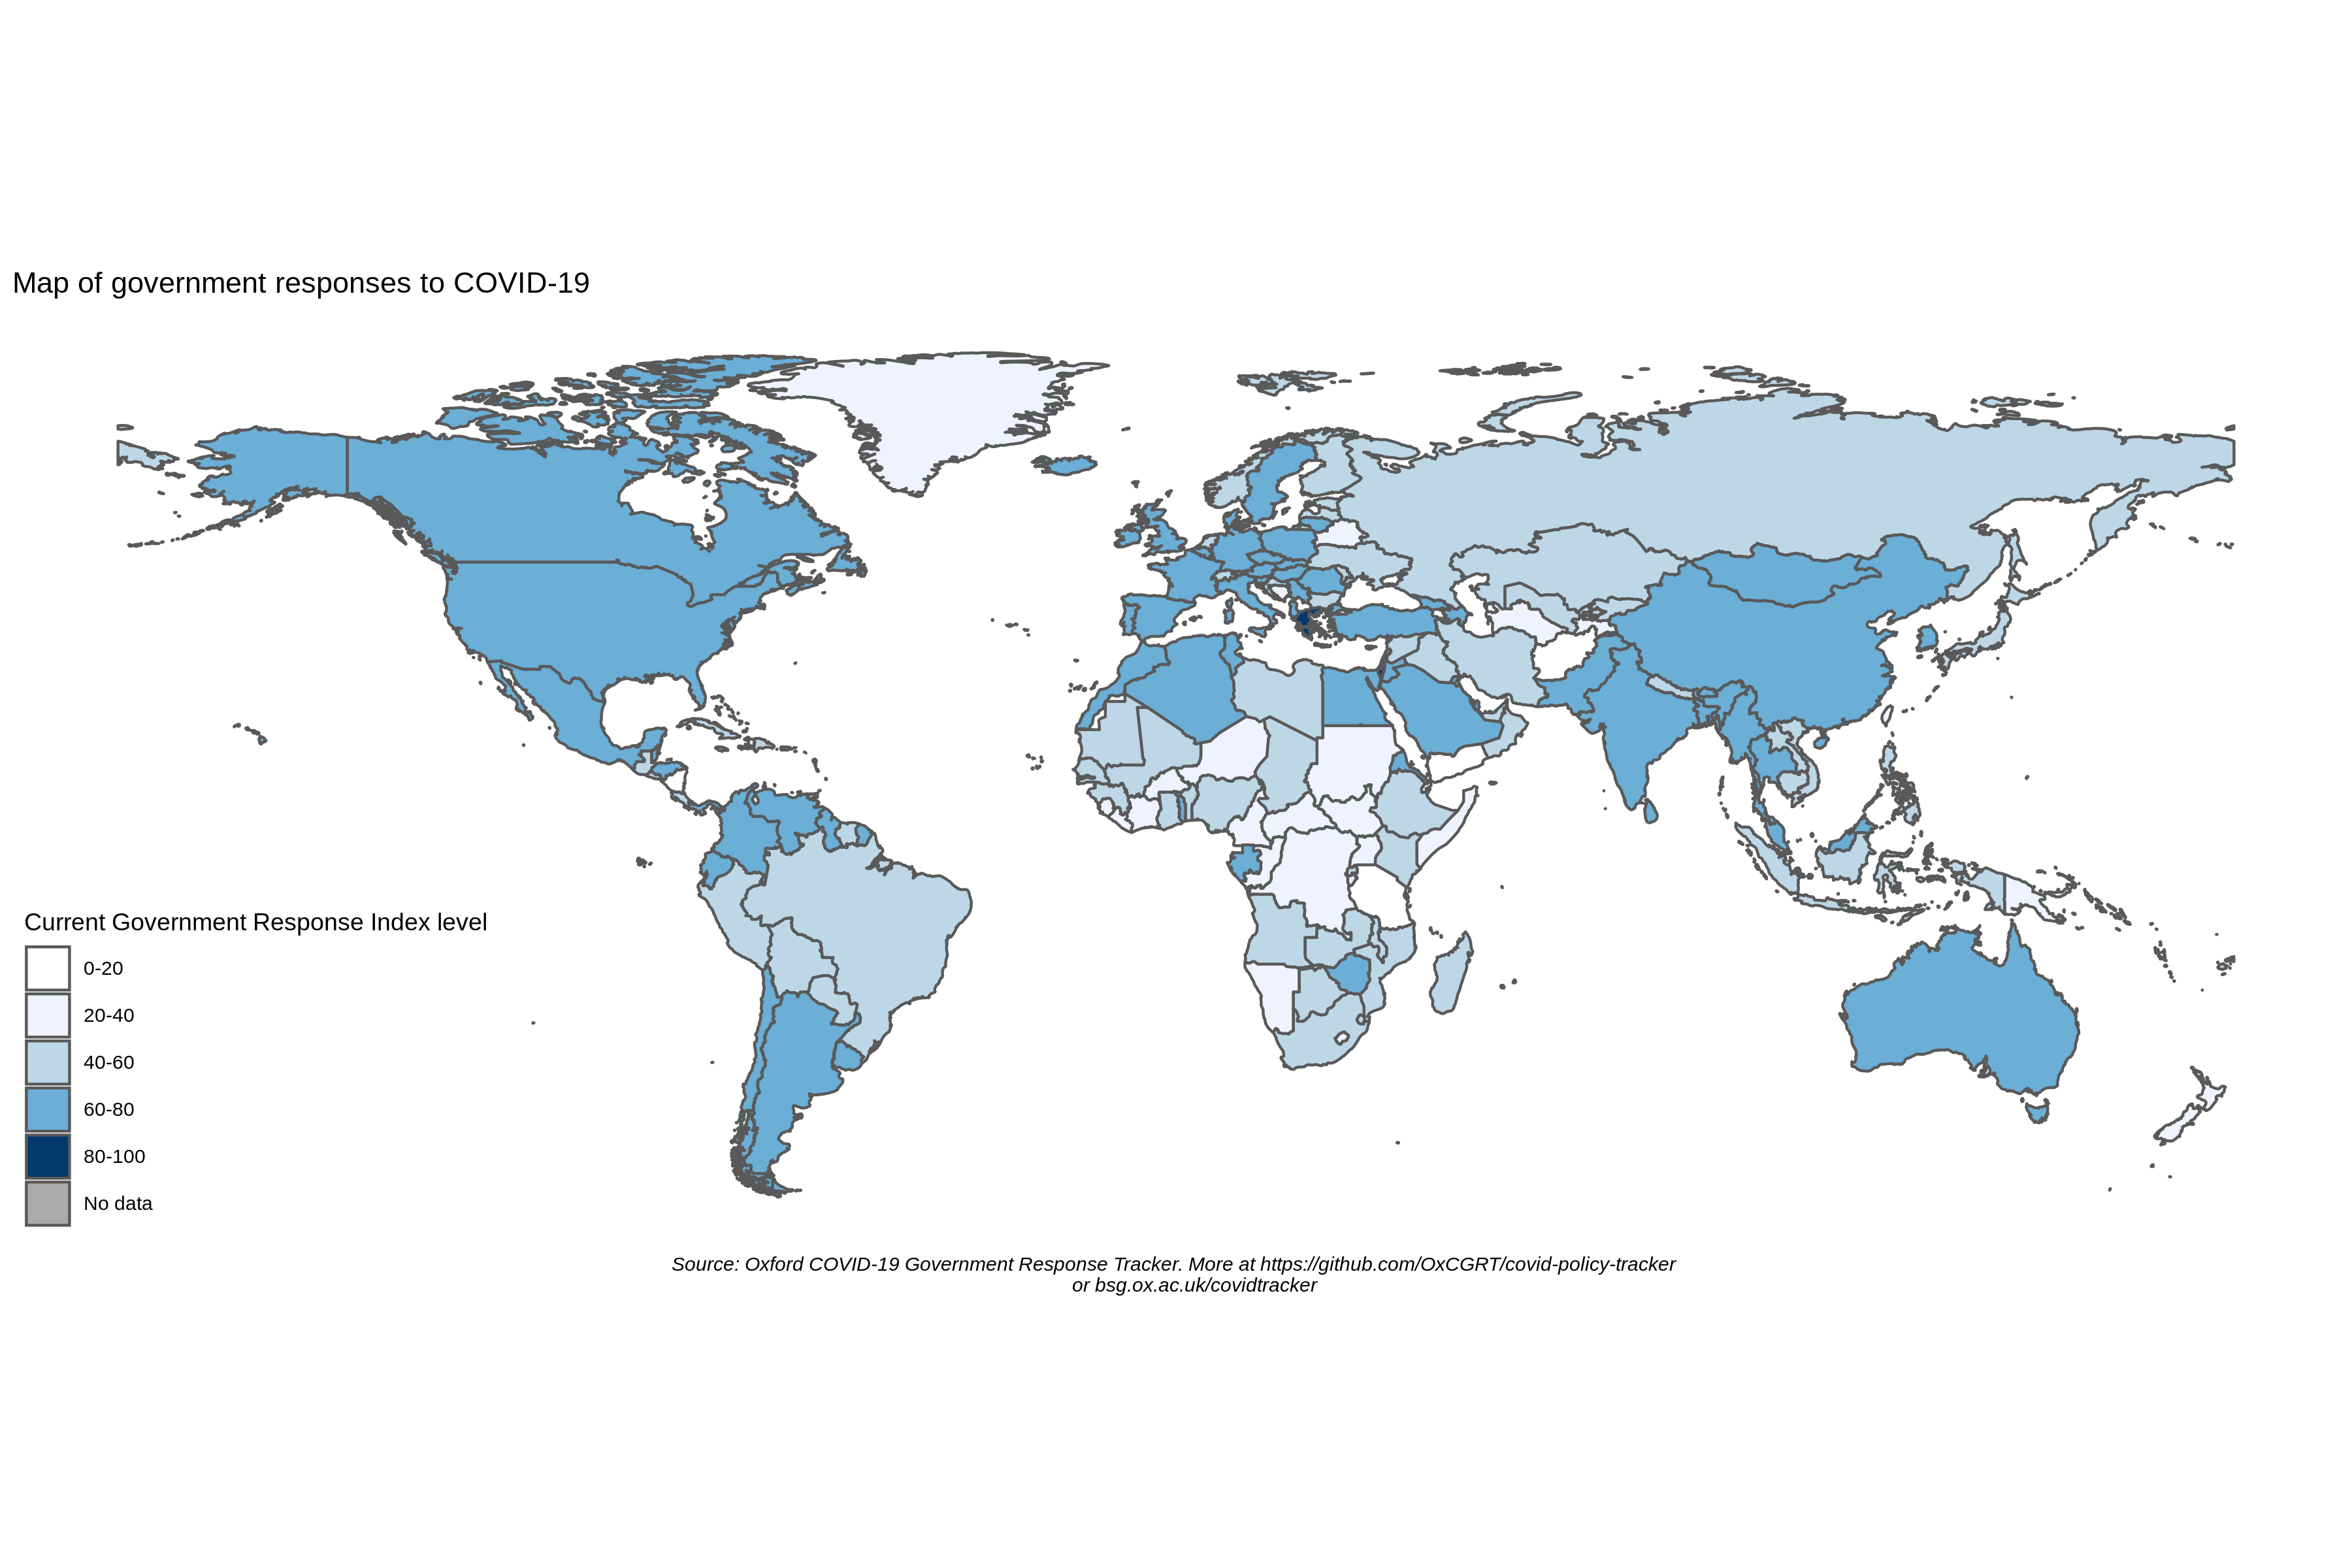 Map of government responses to COVID-19
Current Government Response Index level
0-20
20-40
40-60
60-80
80-100
No data
Source: Oxford COVID-19 Government Response Tracker. More at https://github.com/OxCGRT/covid-policy-tracker
or bsg.ox.ac.uk/covidtracker